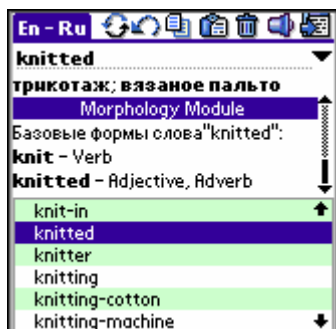 En - Ru
knitted
трикотаж; вязаное пальто
Morphology Module
Базовые формы слова"knitted":
knit - Verb
knitted - Adjective, Adverb
knit-in
knitted
knitter
knitting
knitting-cotton
knitting-machine